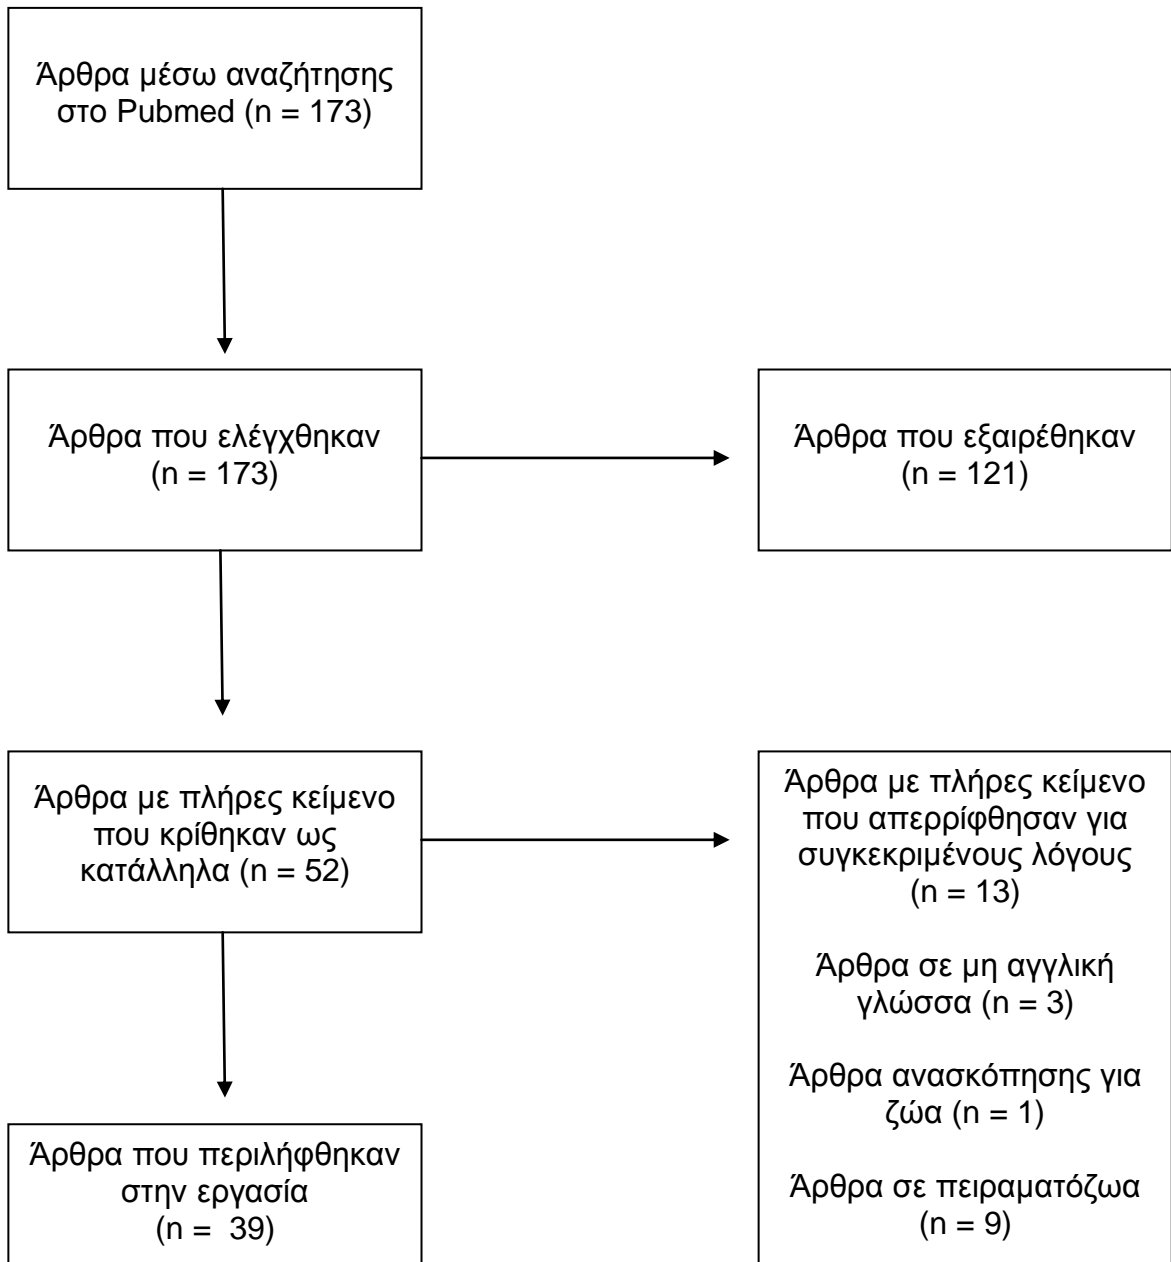 Άρθρα μέσω αναζήτησης
στο Pubmed (n = 173)
Άρθρα που ελέγχθηκαν
(n = 173)
Άρθρα που εξαιρέθηκαν
(n = 121)
Άρθρα με πλήρες κείμενο
που κρίθηκαν ως
κατάλληλα (n = 52)
Άρθρα με πλήρες κείμενο
που απερρίφθησαν για
συγκεκριμένους λόγους
(n = 13)
Άρθρα σε μη αγγλική
γλώσσα (n = 3)
Άρθρα ανασκόπησης για
ζώα (n = 1)
Άρθρα σε πειραματόζωα
(n = 9)
Άρθρα που περιλήφθηκαν
στην εργασία
(n = 39)